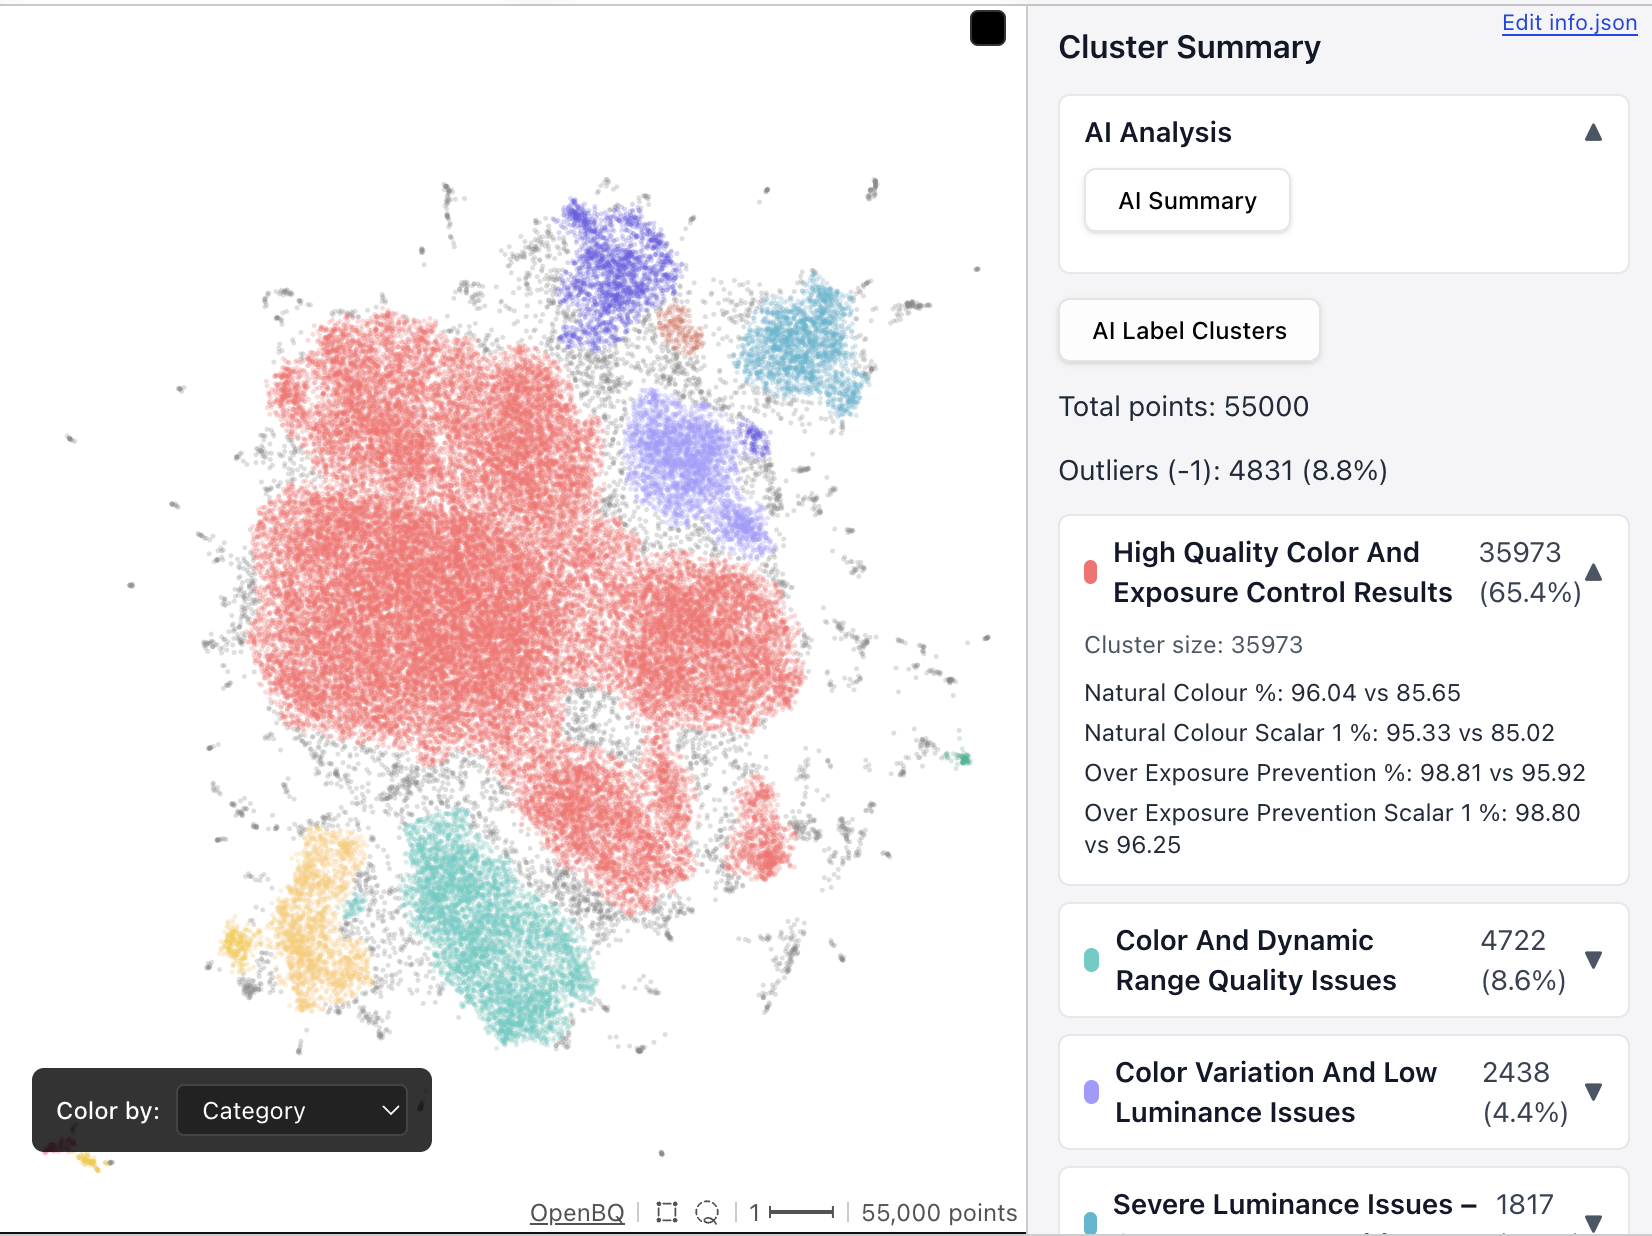 Edit info.json
Cluster Summary
AI Analysis
▲
AI Summary
AI Label Clusters
Total points: 55000
Outliers (-1): 4831 (8.8%)
High Quality Color And
Exposure Control Results
35973
(65.4%)
▲
Cluster size: 35973
Natural Colour %: 96.04 vs 85.65
Natural Colour Scalar 1 %: 95.33 vs 85.02
Over Exposure Prevention %: 98.81 vs 95.92
Over Exposure Prevention Scalar 1 %: 98.80
vs 96.25
Color And Dynamic
Range Quality Issues
4722
(8.6%)
▼
Color Variation And Low
Luminance Issues
2438
(4.4%)
▼
Severe Luminance Issues –
1817
▼
Color by:
Category
OpenBQ
1
55,000 points